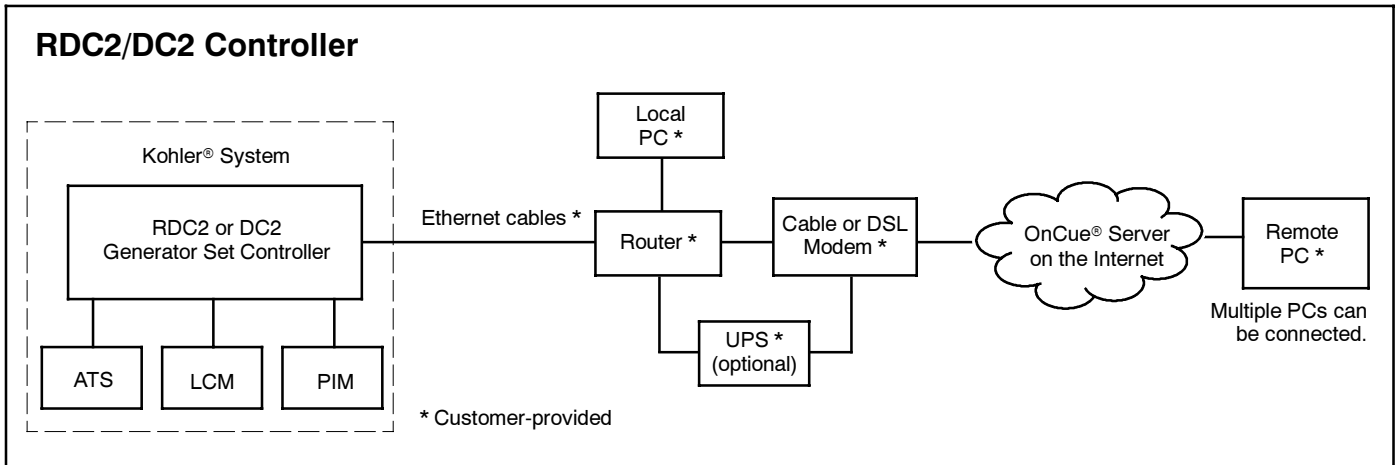 RDC2/DC2 Controller
Kohler® System
RDC2 or DC2
Generator Set Controller
ATS
LCM
PIM
Ethernet cables *
* Customer-provided
Local
PC *
Router *
Cable or DSL
Modem *
UPS *
(optional)
OnCue® Server
on the Internet
Remote
PC *
Multiple PCs can
be connected.